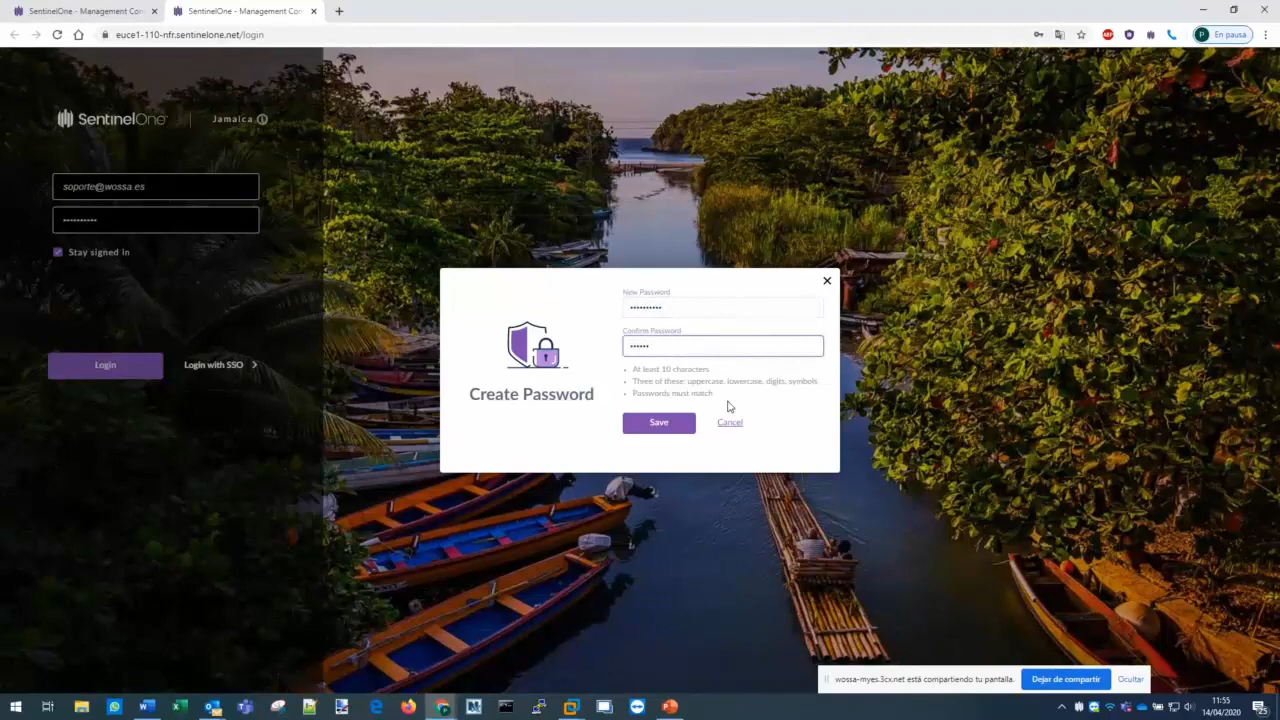 SentinelOne - Management Con
SentinelOne - Management Con
euce1-110-nfr.sentinelone.net/login
ABP
P
En pausa
SentinelOne
Jamaica
soporte@wossa.es
••••••••••
Stay signed in
Login
Login with SSO
Create Password
New Password
••••••••••
Confirm Password
••••••
At least 10 characters
Three of these: uppercase, lowercase, digits, symbols
Passwords must match
Save
Cancel
wossa-myes.3cx.net está compartiendo tu pantalla.
Dejar de compartir
Ocultar
11:55
14/04/2020
25